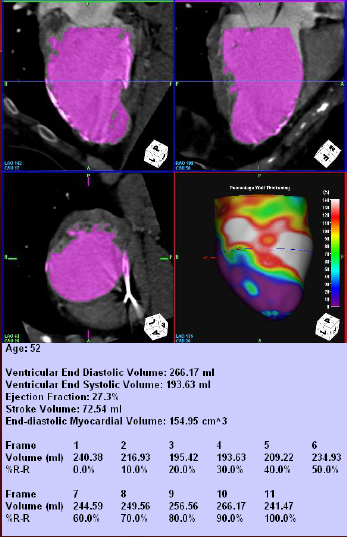 Percentage Wall Thickening
(%)
Age: 52
Ventricular End Diastolic Volume: 266.17 ml
Ventricular End Systolic Volume: 193.63 ml
Ejection Fraction: 27.3%
Stroke Volume: 72.54 ml
End-diastolic Myocardial Volume: 154.95 cm^3
Frame 1 2 3 4 5 6
Volume (ml) 240.38 216.93 195.42 193.63 209.22 234.93
%R-R 0.0% 10.0% 20.0% 30.0% 40.0% 50.0%
Frame 7 8 9 10 11
Volume (ml) 244.59 249.56 256.56 266.17 241.47
%R-R 60.0% 70.0% 80.0% 90.0% 100.0%